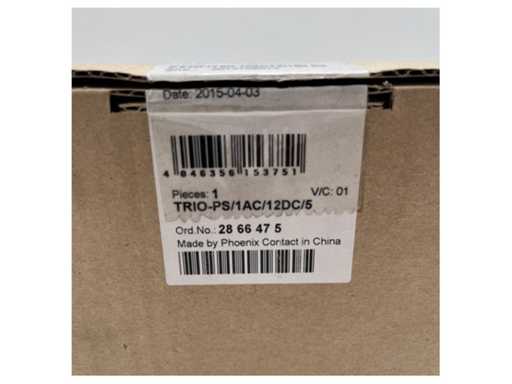 Date: 2015-04-03
4 046356 153751
Pieces: 1 V/C: 01
TRIO-PS/1AC/12DC/5
Ord.No.: 28 66 47 5
Made by Phoenix Contact in China